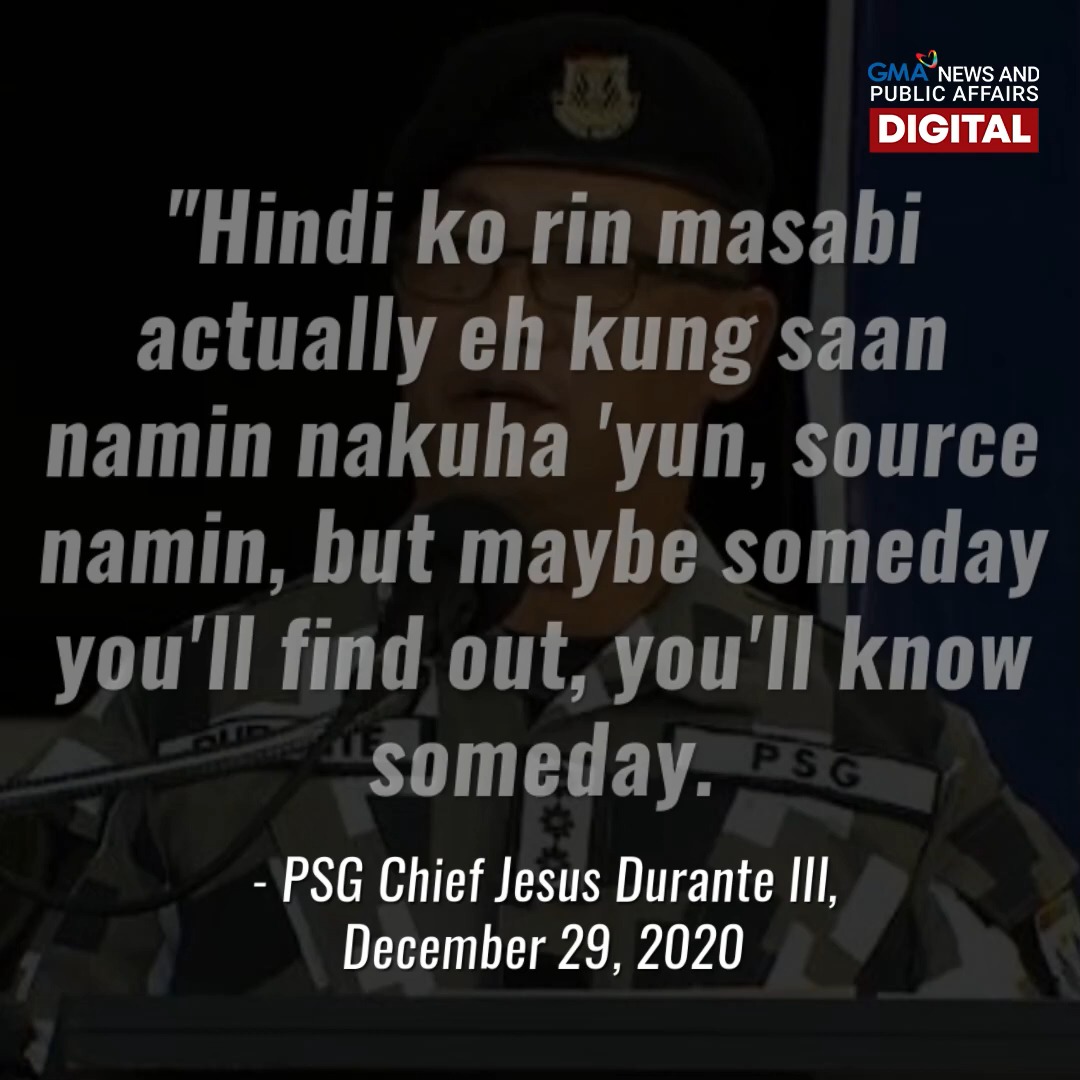 GMA NEWS AND
PUBLIC AFFAIRS
DIGITAL
"Hindi ko rin masabi
actually eh kung saan
namin nakuha 'yun, source
namin, but maybe someday
you'll find out, you'll know
someday.
DURANTE
PSG
- PSG Chief Jesus Durante III,
December 29, 2020